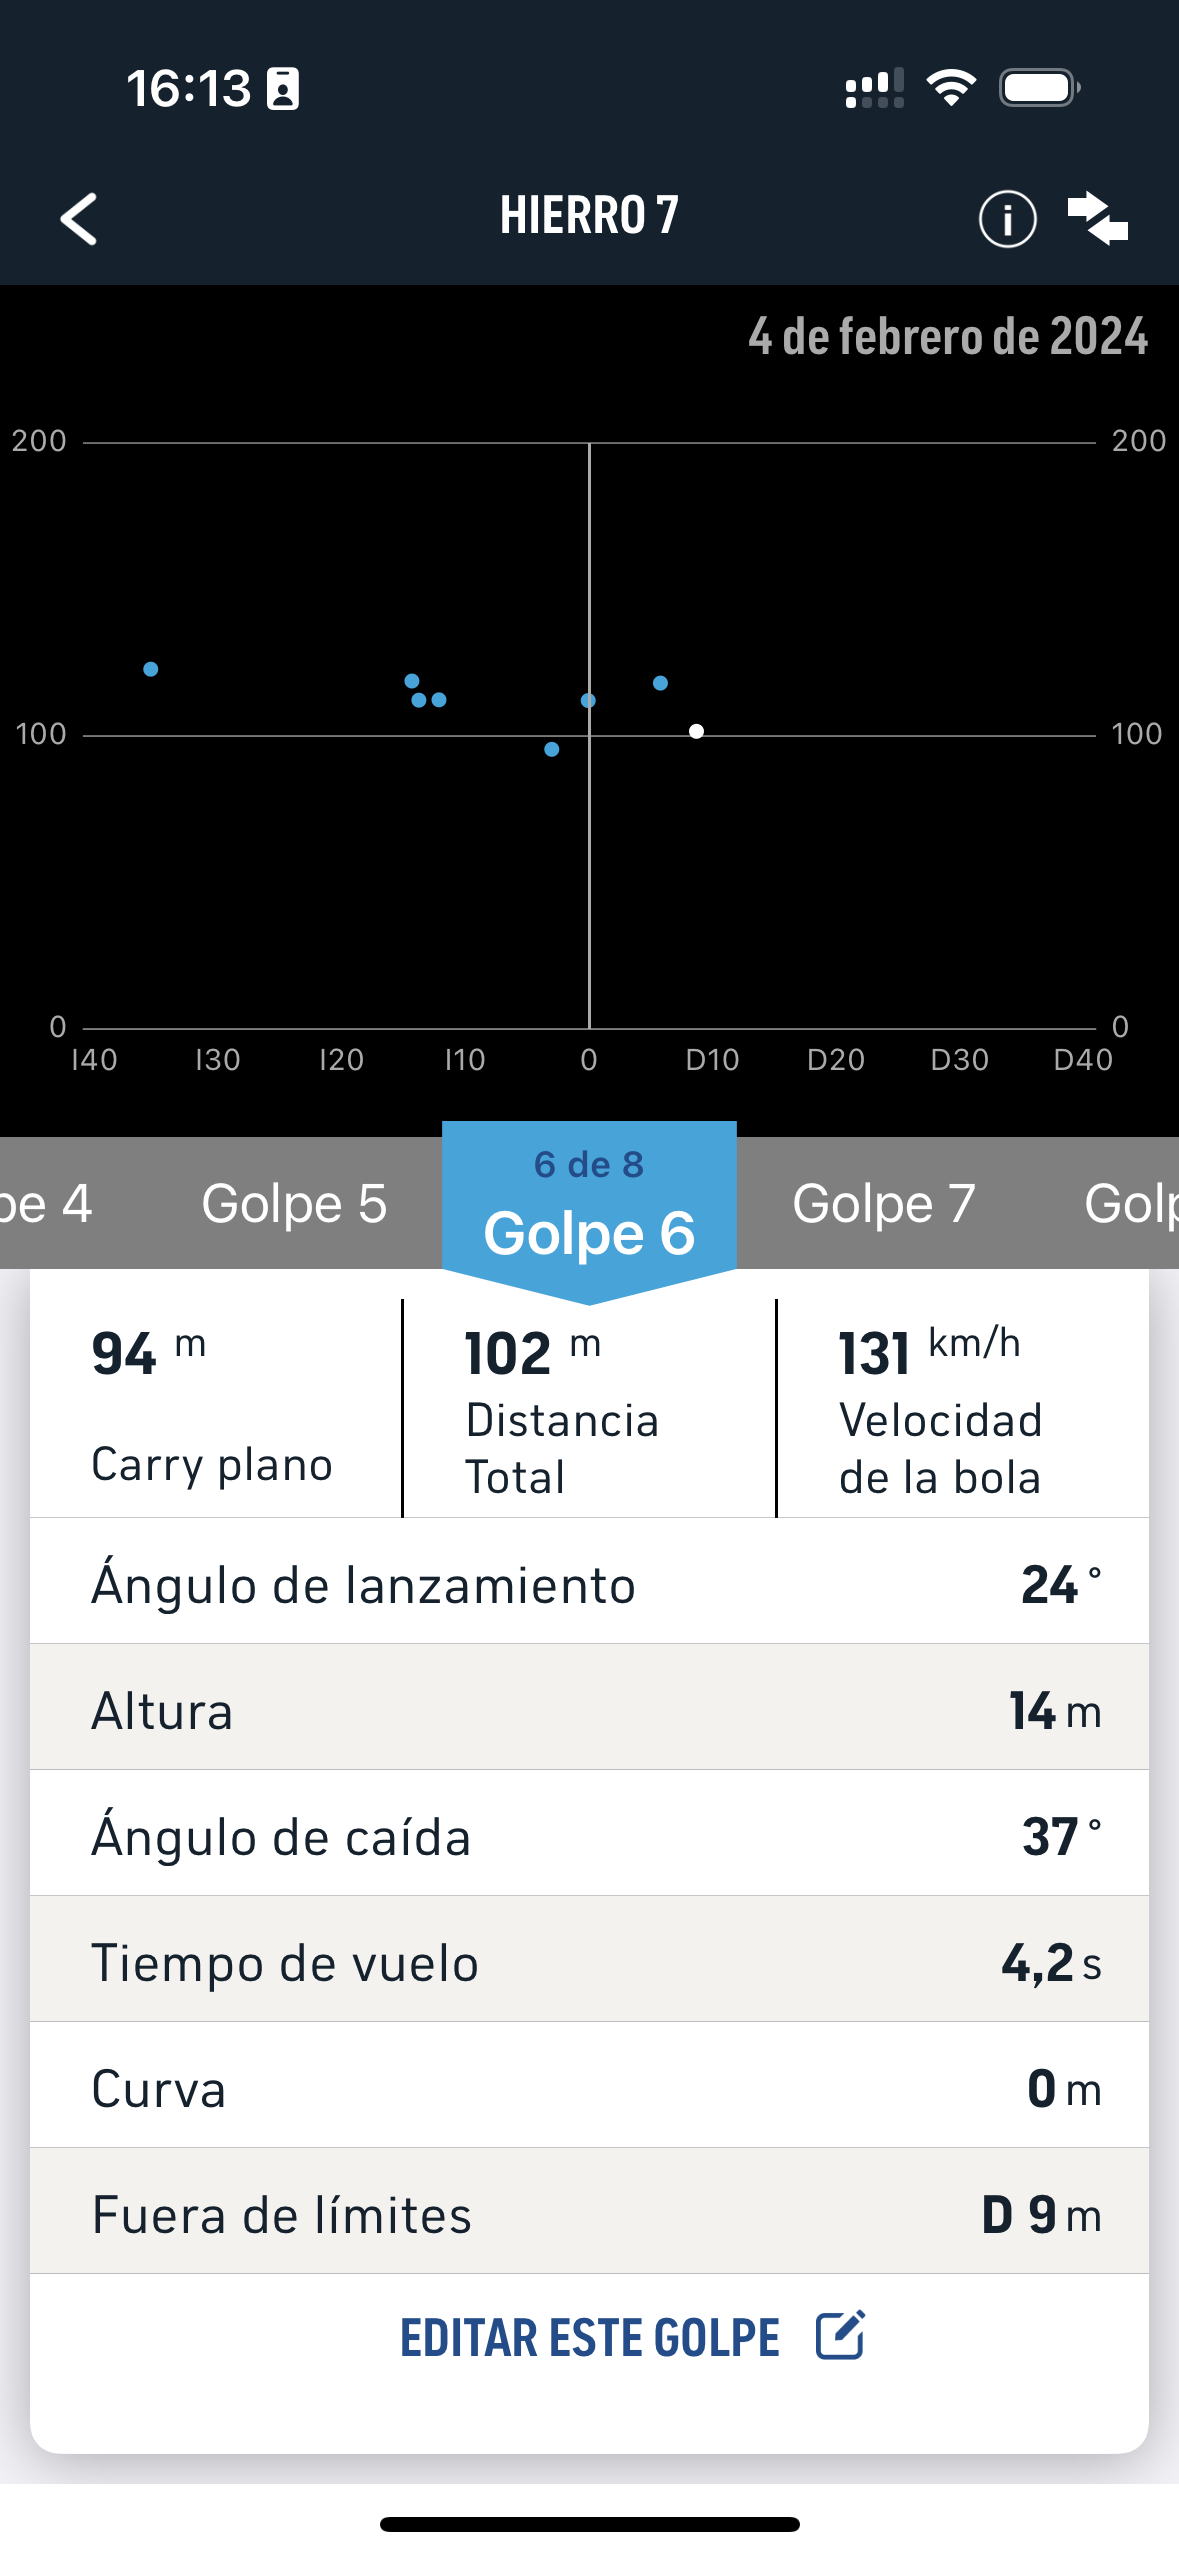 16:13
HIERRO 7
i
4 de febrero de 2024
200 200
100 100
0 0
I40 I30 I20 I10 0 D10 D20 D30 D40
pe 4 Golpe 5 6 de 8 Golpe 7 Golp
Golpe 6
94 m 102 m 131 km/h
Carry plano Distancia Velocidad
Total de la bola
Ángulo de lanzamiento 24 °
Altura 14 m
Ángulo de caída 37 °
Tiempo de vuelo 4,2 s
Curva 0 m
Fuera de límites D 9 m
EDITAR ESTE GOLPE